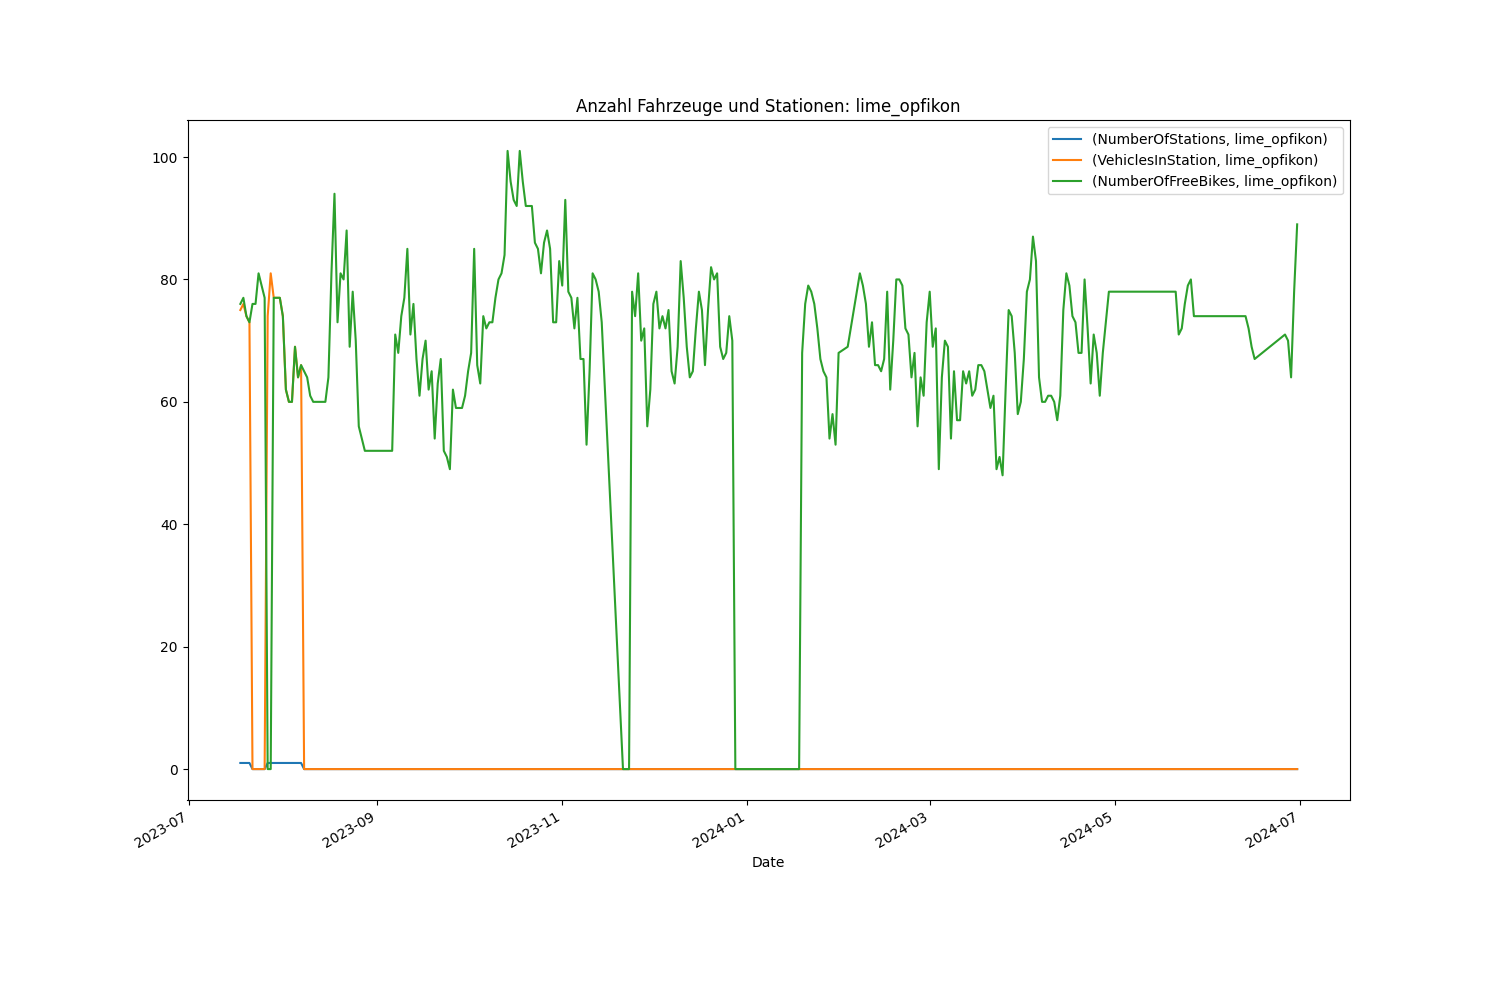 Anzahl Fahrzeuge und Stationen: lime_opfikon
(NumberOfStations, lime_opfikon)
(VehiclesInStation, lime_opfikon)
(NumberOfFreeBikes, lime_opfikon)
100
80
60
40
20
0
2023-07
2023-09
2023-11
2024-01
2024-03
2024-05
2024-07
Date